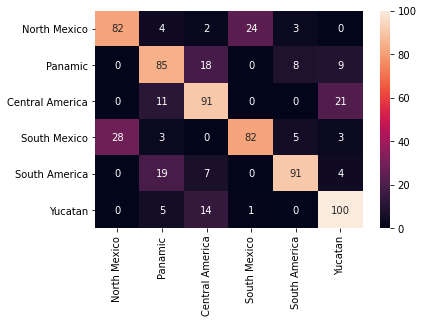 North Mexico 82 4 2 24 3 0
Panamic 0 85 18 0 8 9
Central America 0 11 91 0 0 21
South Mexico 28 3 0 82 5 3
South America 0 19 7 0 91 4
Yucatan 0 5 14 1 0 100
North Mexico
Panamic
Central America
South Mexico
South America
Yucatan
100
80
60
40
20
0